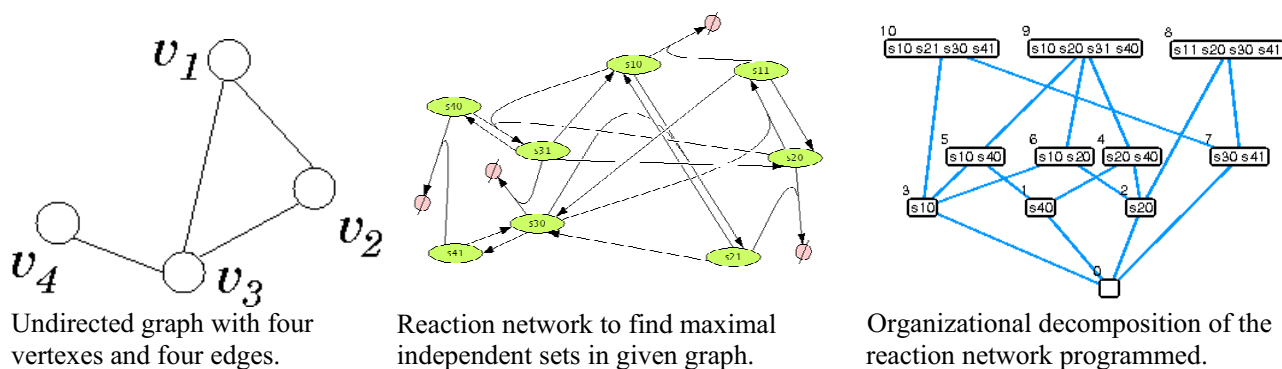 v1
v2
v3
v4
Undirected graph with four
vertexes and four edges.
s10
s11
s40
s31
s20
s30
s41
s21
Reaction network to find maximal
independent sets in given graph.
10
s10 s21 s30 s41
9
s10 s20 s31 s40
8
s11 s20 s30 s41
5
s10 s40
6
s10 s20
4
s20 s40
7
s30 s41
3
s10
1
s40
2
s20
0
Organizational decomposition of the
reaction network programmed.